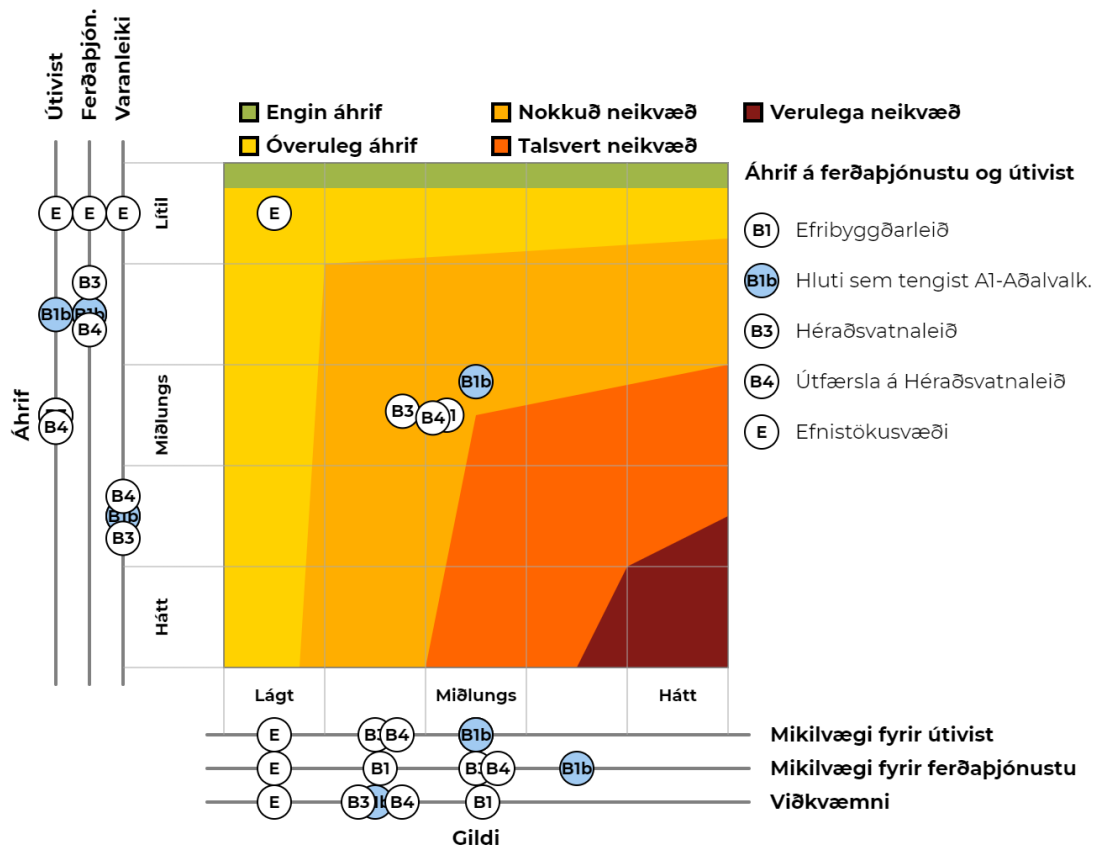 Útivist
Ferðaþjón.
Varanleiki
Engin áhrif
Nokkuð neikvæð
Verulega neikvæð
Óveruleg áhrif
Talsvert neikvæð
Áhrif á ferðaþjónustu og útivist
B1 Efribyggðarleið
B1b Hluti sem tengist A1-Aðalvalk.
B3 Héraðsvatnaleið
B4 Útfærsla á Héraðsvatnaleið
E Efnistökusvæði
E E E
B3
B1b B1b
B4
B4
B4
B1b
B3
Áhrif
Lítil
Miðlungs
Hátt
E
B1b
B3
B4
Lágt Miðlungs Hátt
E B4 B1b Mikilvægi fyrir útivist
E B1 B4 B1b Mikilvægi fyrir ferðaþjónustu
E B3 B4 B1 Viðkvæmni
Gildi